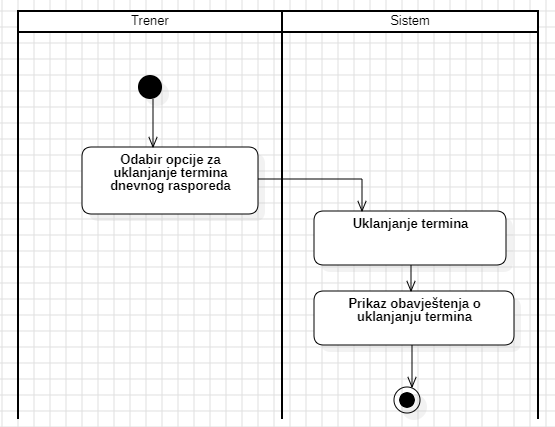 Trener
Sistem
Odabir opcije za
uklanjanje termina
dnevnog rasporeda
Uklanjanje termina
Prikaz obavještenja o
uklanjanju termina